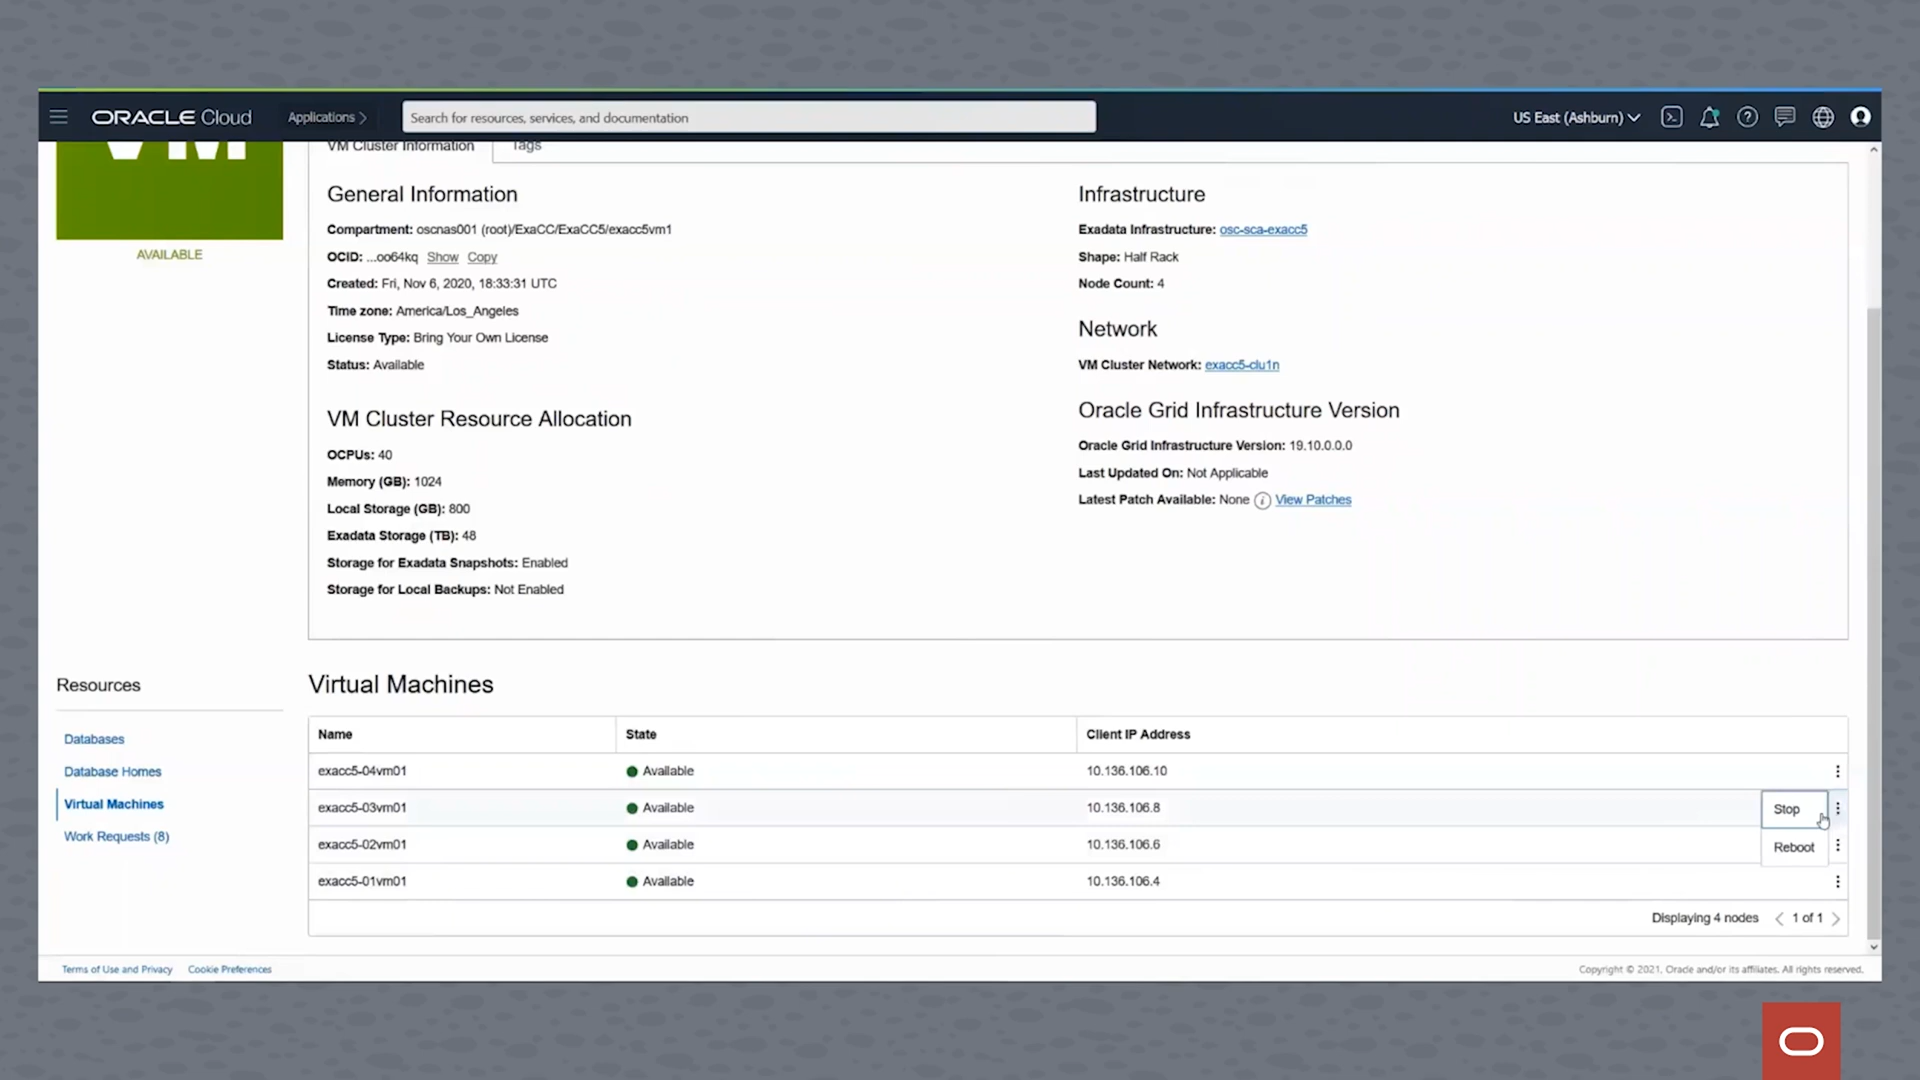 ORACLE Cloud
Applications
Search for resources, services, and documentation
US East (Ashburn)
VM
AVAILABLE
VM Cluster Information
Tags
General Information
Compartment: oscnas001 (root)/ExaCC/ExaCC5/exacc5vm1
OCID: ...oo64kq Show Copy
Created: Fri, Nov 6, 2020, 18:33:31 UTC
Time zone: America/Los_Angeles
License Type: Bring Your Own License
Status: Available
VM Cluster Resource Allocation
OCPUs: 40
Memory (GB): 1024
Local Storage (GB): 800
Exadata Storage (TB): 48
Storage for Exadata Snapshots: Enabled
Storage for Local Backups: Not Enabled
Infrastructure
Exadata Infrastructure: osc-sca-exacc5
Shape: Half Rack
Node Count: 4
Network
VM Cluster Network: exacc5-clu1n
Oracle Grid Infrastructure Version
Oracle Grid Infrastructure Version: 19.10.0.0.0
Last Updated On: Not Applicable
Latest Patch Available: None View Patches
Resources
Databases
Database Homes
Virtual Machines
Work Requests (8)
Virtual Machines
Name State Client IP Address
exacc5-04vm01 Available 10.136.106.10
exacc5-03vm01 Available 10.136.106.8
exacc5-02vm01 Available 10.136.106.6
exacc5-01vm01 Available 10.136.106.4
Stop
Reboot
Displaying 4 nodes 1 of 1
Terms of Use and Privacy Cookie Preferences
Copyright © 2021, Oracle and/or its affiliates. All rights reserved.